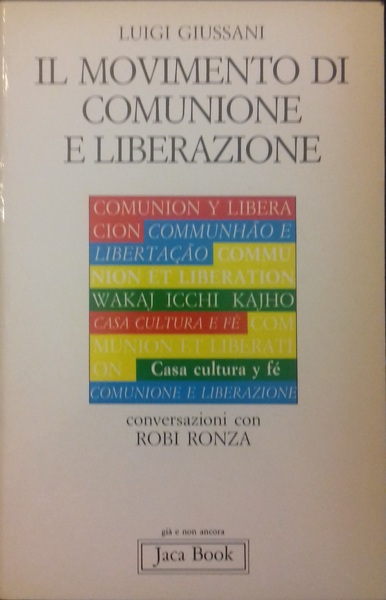 LUIGI GIUSSANI
IL MOVIMENTO DI
COMUNIONE
E LIBERAZIONE
COMUNION Y LIBERA
CION COMMUNHÁO E
LIBERTAÇÃO COMMU
NION ET LIBERATION
WAKAJ ICCHI KAJHO
CASA CULTURA E FÉ COM
MUNION ET LIBERATI
ON Casa cultura y fé
COMUNIONE E LIBERAZIONE
conversazioni con
ROBI RONZA
già e non ancora
Jaca Book